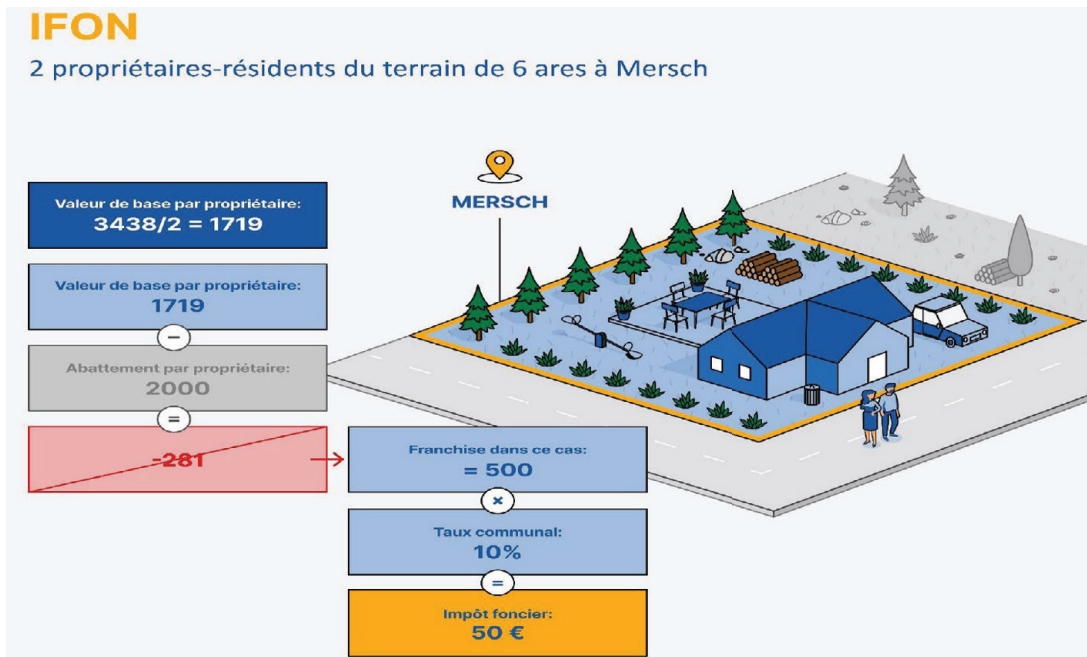 IFON
2 propriétaires-résidents du terrain de 6 ares à Mersch
MERSCH
Valeur de base par propriétaire:
3438/2 = 1719
Valeur de base par propriétaire:
1719
−
Abattement par propriétaire:
2000
=
-281
Franchise dans ce cas:
= 500
×
Taux communal:
10%
=
Impôt foncier:
50 €